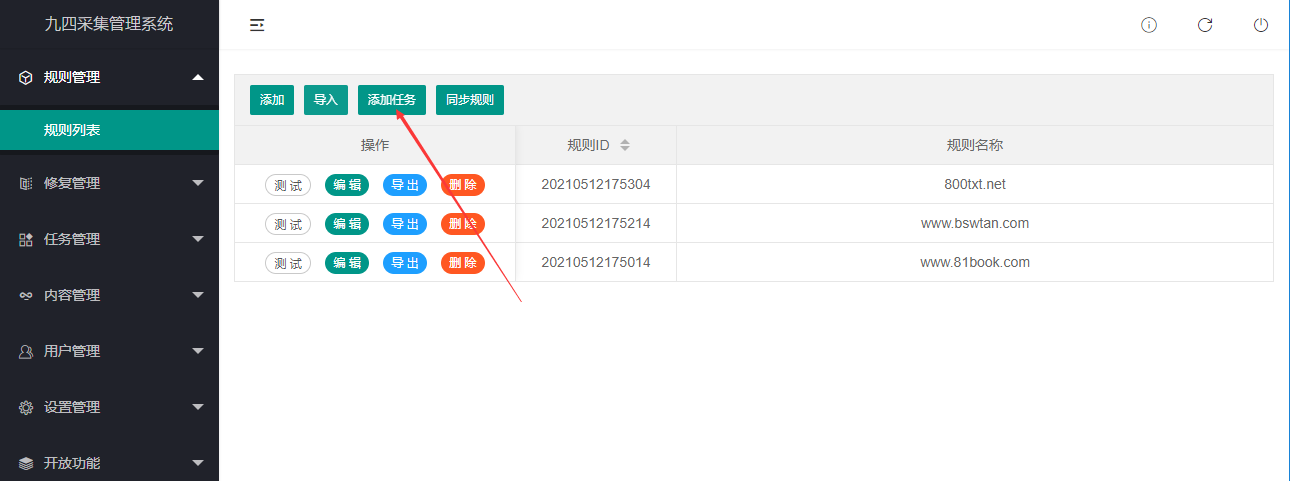 九四采集管理系统
规则管理
规则列表
修复管理
任务管理
内容管理
用户管理
设置管理
开放功能
添加 导入 添加任务 同步规则
操作 规则ID 规则名称
测试 编辑 导出 删除 20210512175304 800txt.net
测试 编辑 导出 删除 20210512175214 www.bswtan.com
测试 编辑 导出 删除 20210512175014 www.81book.com